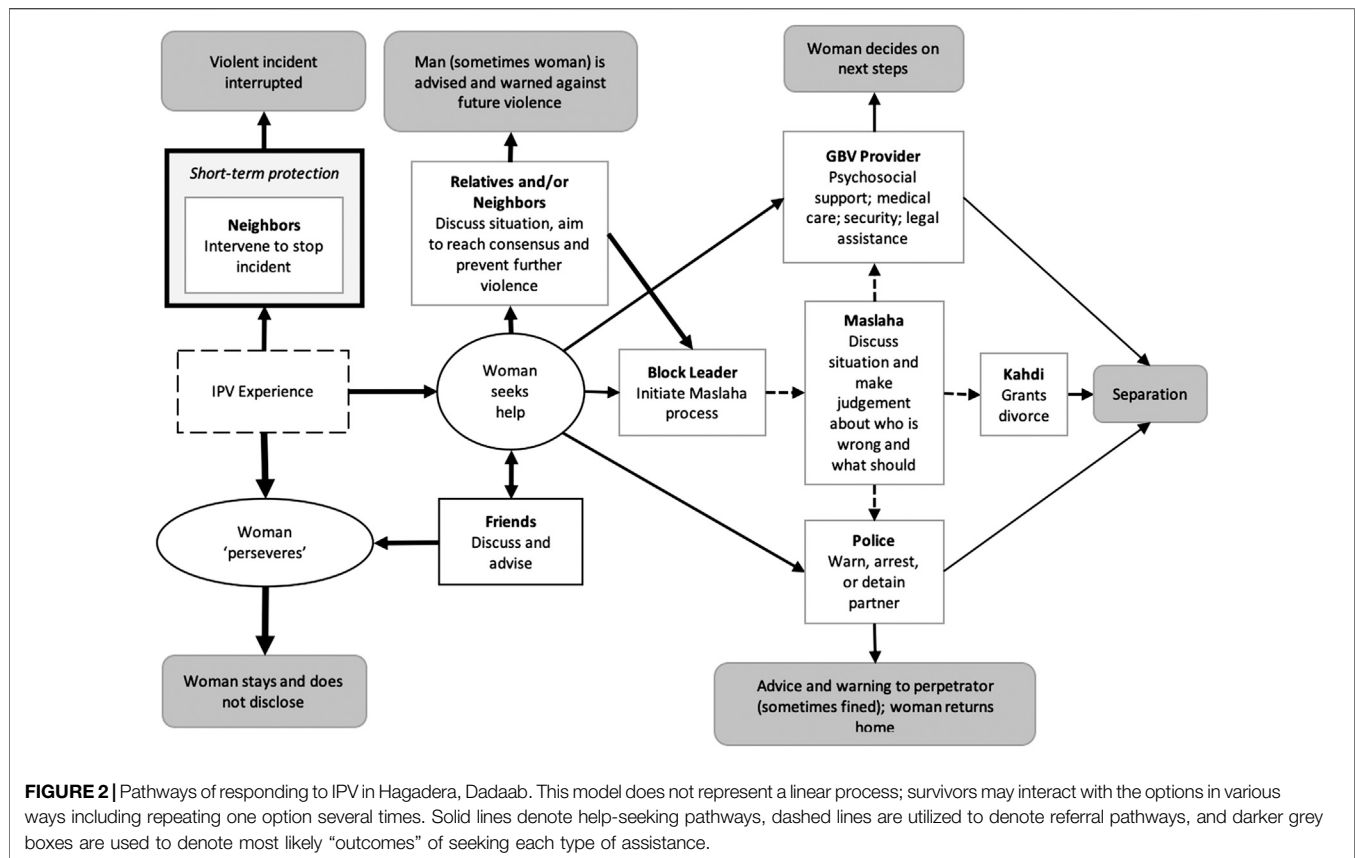 Violent incident
interrupted
Man (sometimes woman) is
advised and warned against
future violence
Woman decides on
next steps
Short-term protection
Neighbors
Intervene to stop
incident
Relatives and/or
Neighbors
Discuss situation, aim
to reach consensus and
prevent further
violence
GBV Provider
Psychosocial
support; medical
care; security; legal
assistance
IPV Experience
Woman
seeks
help
Block Leader
Initiate Maslaha
process
Maslaha
Discuss
situation and
make
judgement
about who is
wrong and
what should
Kahdi
Grants
divorce
Separation
Woman
‘perseveres’
Friends
Discuss and
advise
Police
Warn, arrest,
or detain
partner
Woman stays and does
not disclose
Advice and warning to perpetrator
(sometimes fined); woman returns
home
FIGURE 2 | Pathways of responding to IPV in Hagadera, Dadaab. This model does not represent a linear process; survivors may interact with the options in various
ways including repeating one option several times. Solid lines denote help-seeking pathways, dashed lines are utilized to denote referral pathways, and darker grey
boxes are used to denote most likely “outcomes” of seeking each type of assistance.